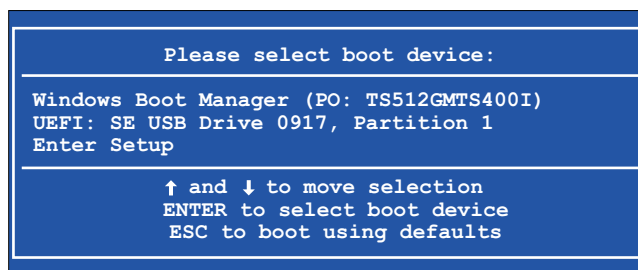 Please select boot device:
Windows Boot Manager (PO: TS512GMTS400I)
UEFI: SE USB Drive 0917, Partition 1
Enter Setup
↑ and ↓ to move selection
ENTER to select boot device
ESC to boot using defaults